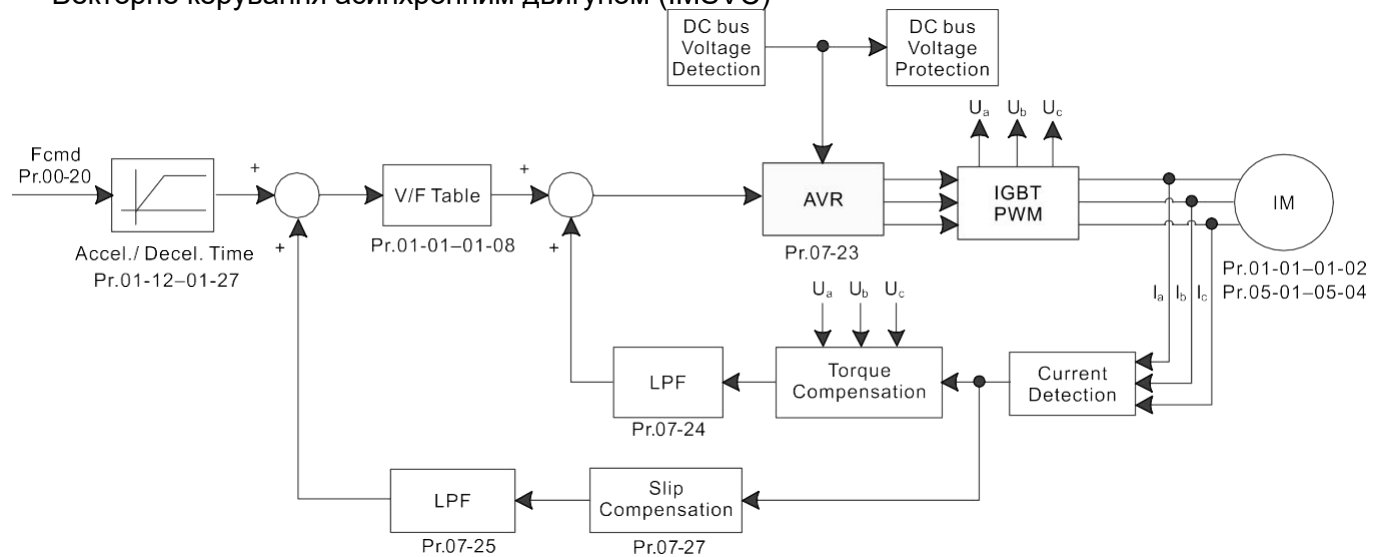 Векторне керування асинхронним двигуном (IMSVC)
DC bus
Voltage
Detection
DC bus
Voltage
Protection
Fcmd
Pr.00-20
+
+
Accel./ Decel. Time
Pr.01-12–01-27
V/F Table
Pr.01-01–01-08
+
+
AVR
Pr.07-23
Ua Ub Uc
IGBT
PWM
IM
Pr.01-01–01-02
Pr.05-01–05-04
Ia Ib Ic
Ua Ub Uc
LPF
Pr.07-24
Torque
Compensation
Current
Detection
LPF
Pr.07-25
Slip
Compensation
Pr.07-27